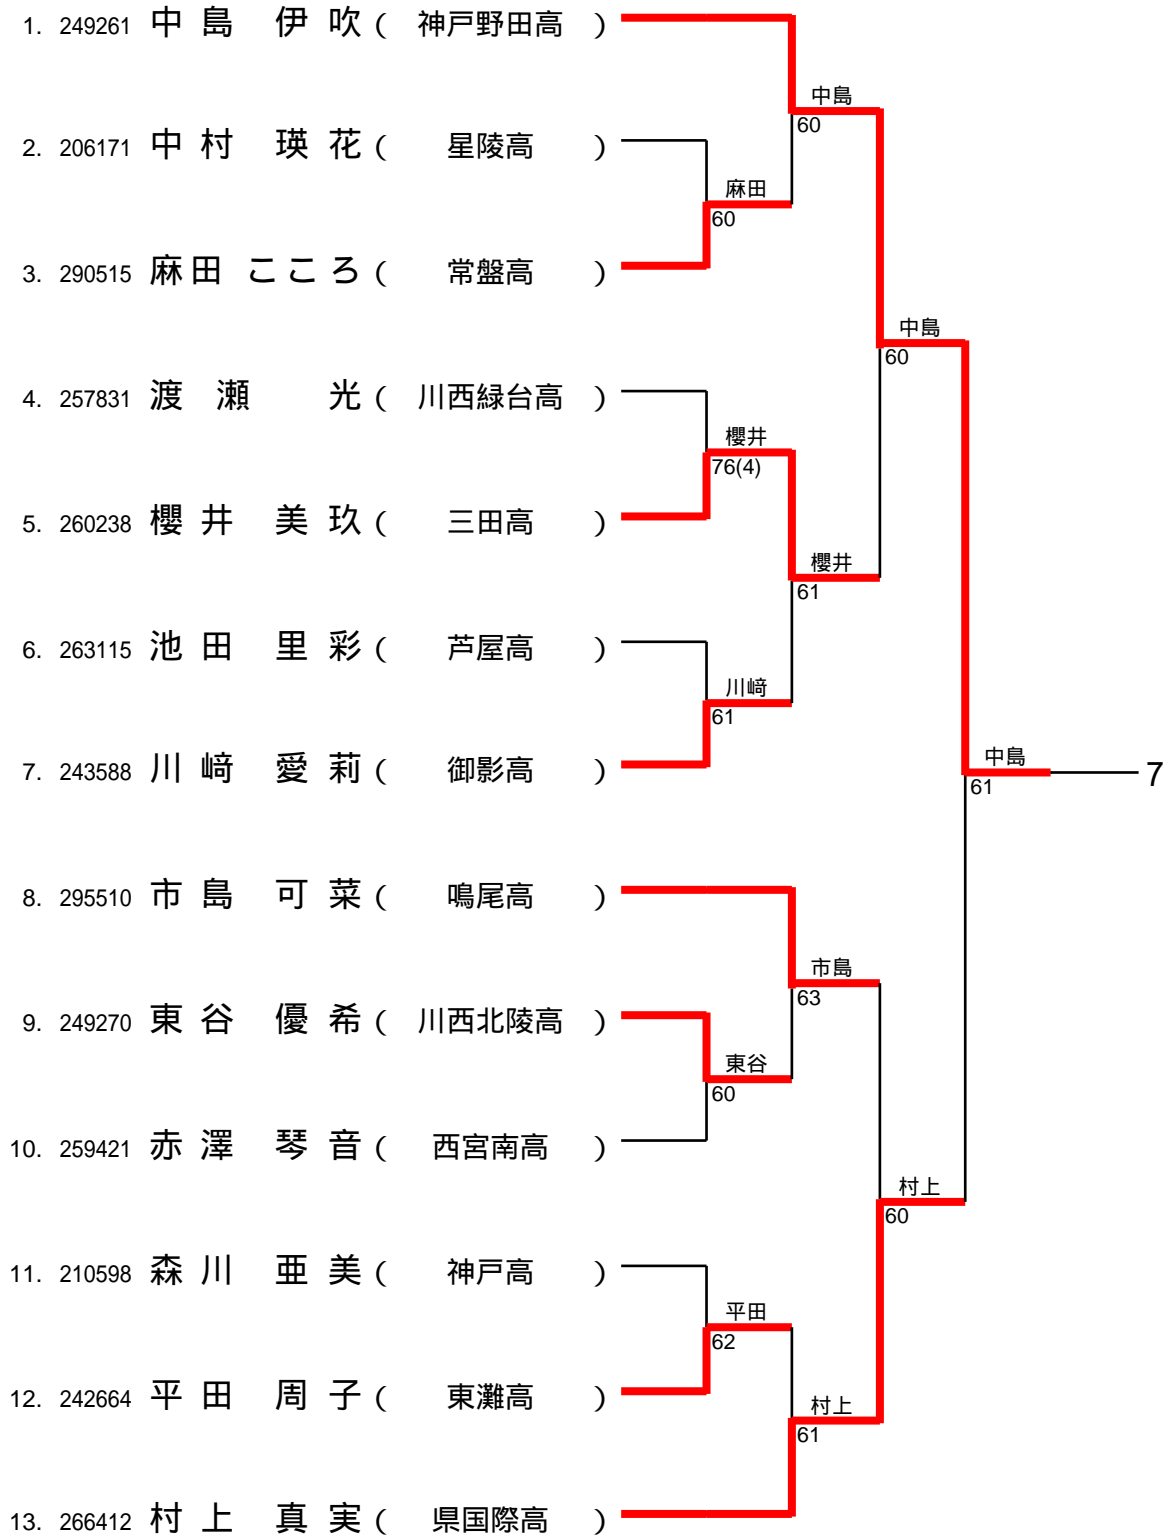 1. 249261 中島 伊吹 ( 神戸野田高 )
中島
60
2. 206171 中村 瑛花 ( 星陵高 )
麻田
60
3. 290515 麻田 こころ ( 常盤高 )
中島
60
4. 257831 渡瀬 光 ( 川西緑台高 )
櫻井
76(4)
5. 260238 櫻井 美玖 ( 三田高 )
櫻井
61
6. 263115 池田 里彩 ( 芦屋高 )
川﨑
61
7. 243588 川﨑 愛莉 ( 御影高 )
中島
61
7
8. 295510 市島 可菜 ( 鳴尾高 )
市島
63
9. 249270 東谷 優希 ( 川西北陵高 )
東谷
60
10. 259421 赤澤 琴音 ( 西宮南高 )
村上
60
11. 210598 森川 亜美 ( 神戸高 )
平田
62
12. 242664 平田 周子 ( 東灘高 )
村上
61
13. 266412 村上 真実 ( 県国際高 )